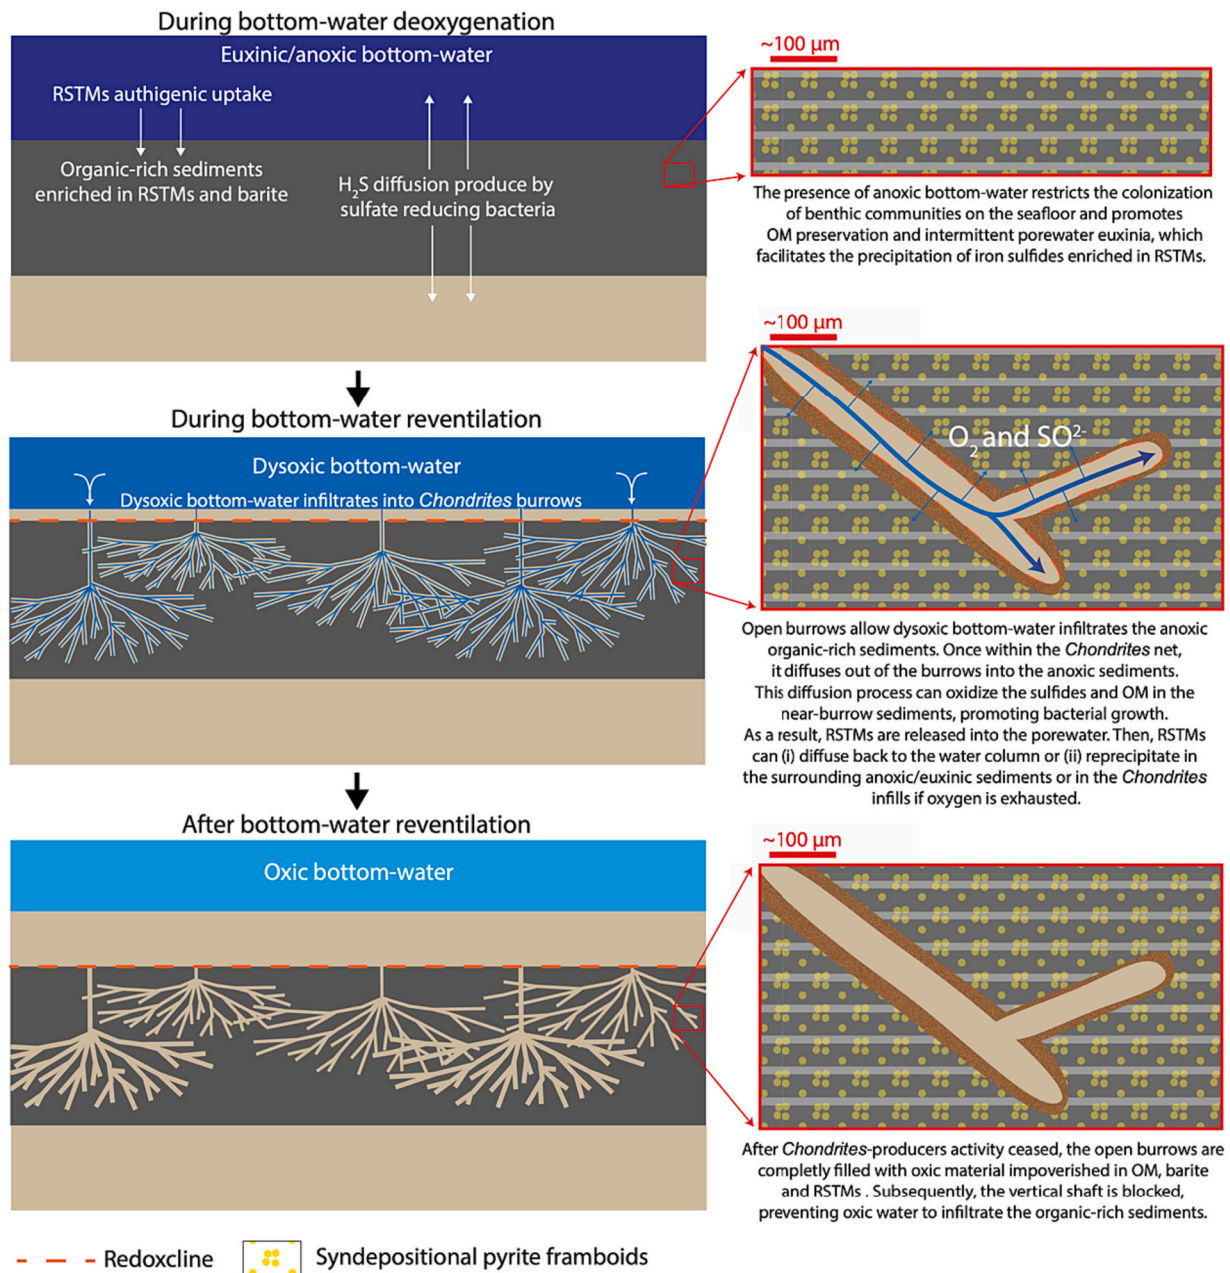 During bottom-water deoxygenation
Euxinic/anoxic bottom-water
RSTMs authigenic uptake
Organic-rich sediments
enriched in RSTMs and barite
H2S diffusion produce by
sulfate reducing bacteria
~100 µm
The presence of anoxic bottom-water restricts the colonization
of benthic communities on the seafloor and promotes
OM preservation and intermittent porewater euxinia, which
facilitates the precipitation of iron sulfides enriched in RSTMs.
During bottom-water reventilation
Dysoxic bottom-water
Dysoxic bottom-water infiltrates into Chondrites burrows
~100 µm
O2 and SO2-
Open burrows allow dysoxic bottom-water infiltrates the anoxic
organic-rich sediments. Once within the Chondrites net,
it diffuses out of the burrows into the anoxic sediments.
This diffusion process can oxidize the sulfides and OM in the
near-burrow sediments, promoting bacterial growth.
As a result, RSTMs are released into the porewater. Then, RSTMs
can (i) diffuse back to the water column or (ii) reprecipitate in
the surrounding anoxic/euxinic sediments or in the Chondrites
infills if oxygen is exhausted.
After bottom-water reventilation
Oxic bottom-water
~100 µm
After Chondrites-producers activity ceased, the open burrows are
completly filled with oxic material impoverished in OM, barite
and RSTMs . Subsequently, the vertical shaft is blocked,
preventing oxic water to infiltrate the organic-rich sediments.
Redoxcline
Syndepositional pyrite framboids